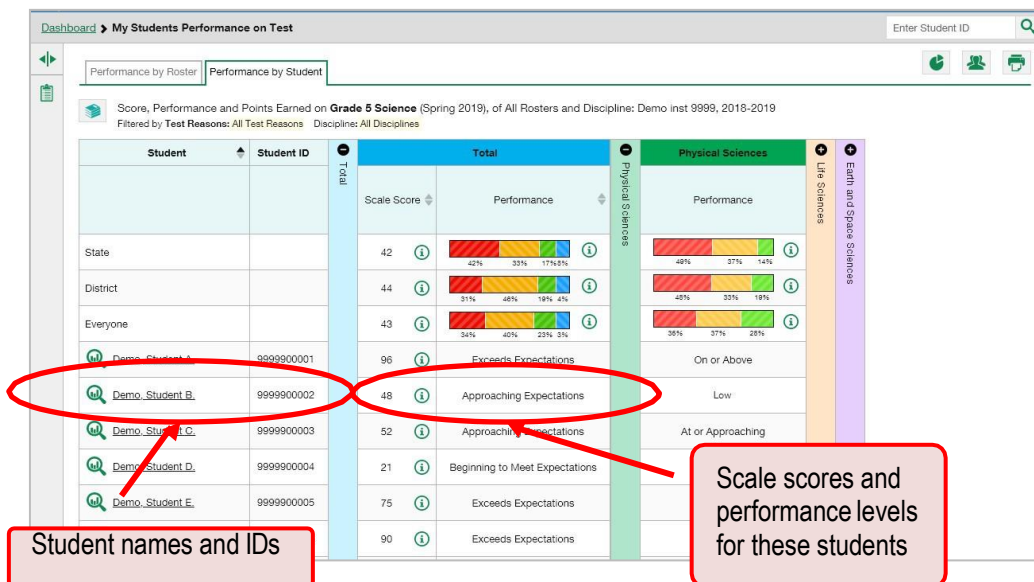 Dashboard > My Students Performance on Test
Enter Student ID
Performance by Roster
Performance by Student
Score, Performance and Points Earned on Grade 5 Science (Spring 2019), of All Rosters and Discipline: Demo inst 9999, 2018-2019
Filtered by Test Reasons: All Test Reasons Discipline: All Disciplines
Student Student ID Total Total Physical Sciences Physical Sciences Life Sciences Earth and Space Sciences
Scale Score Performance Performance
State 42 42% 33% 17% 8% 49% 37% 14%
District 44 31% 46% 19% 4% 48% 33% 19%
Everyone 43 34% 40% 23% 3% 37% 28%
Demo, Student A. 9999900001 96 Exceeds Expectations On or Above
Demo, Student B. 9999900002 48 Approaching Expectations Low
Demo, Student C. 9999900003 52 Approaching Expectations At or Approaching
Demo, Student D. 9999900004 21 Beginning to Meet Expectations
Demo, Student E. 9999900005 75 Exceeds Expectations
90 Exceeds Expectations
Student names and IDs
Scale scores and
performance levels
for these students